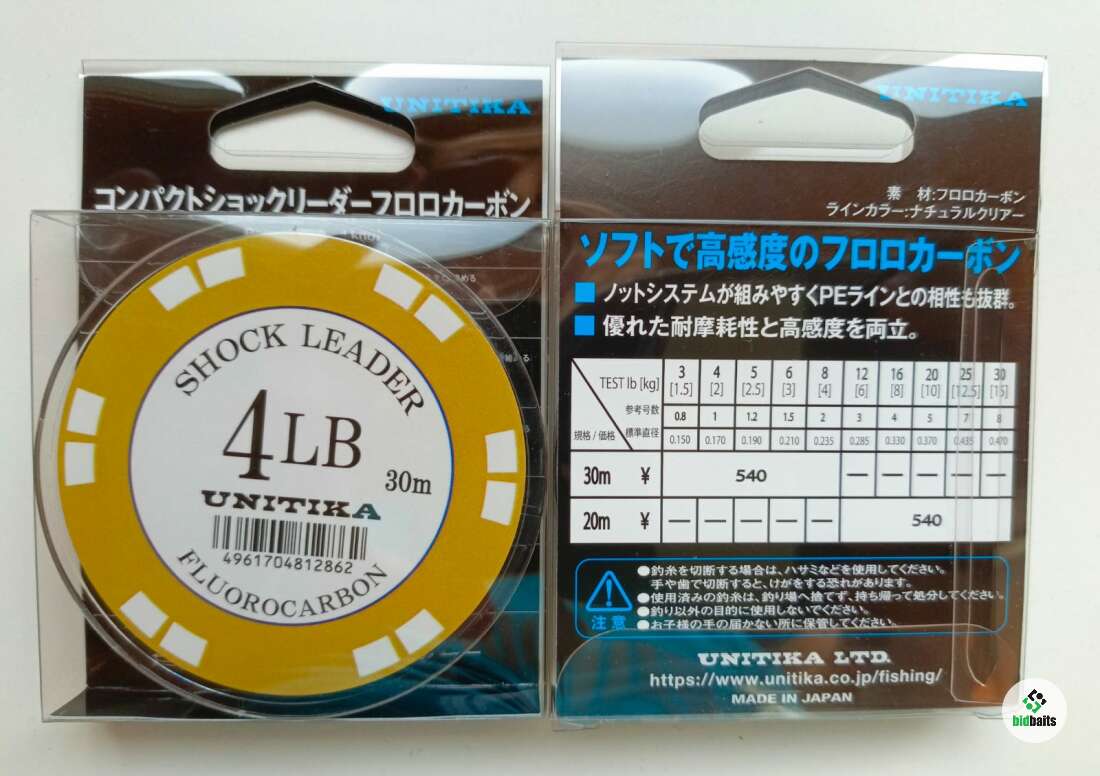 UNITIKA
コンパクトショックリーダーフロロカーボン
SHOCK LEADER
4LB
30m
UNITIKA
4961704812862
FLUOROCARBON
UNITIKA
素 材:フロロカーボン
ラインカラー:ナチュラルクリアー
ソフトで高感度のフロロカーボン
■ ノットシステムが組みやすくPEラインとの相性も抜群。
■ 優れた耐摩耗性と高感度を両立。
TEST lb [kg] 3 [1.5] 4 [2] 5 [2.5] 6 [3] 8 [4] 12 [6] 16 [8] 20 [10] 25 [12.5] 30 [15]
参考号数 0.8 1 1.2 1.5 2 3 4 5 7 8
規格 / 価格 標準直径 0.150 0.170 0.190 0.210 0.235 0.285 0.330 0.370 0.435 0.470
30m ¥ 540 — — — — —
20m ¥ — — — — — 540
注意
●釣糸を切断する場合は、ハサミなどを使用してください。
手や歯で切断すると、けがをする恐れがあります。
●使用済みの釣糸は、釣り場へ捨てず、持ち帰って処分してください。
●釣り以外の目的に使用しないでください。
●お子様の手の届かない所に保管してください。
UNITIKA LTD.
https://www.unitika.co.jp/fishing/
MADE IN JAPAN
bidbaits